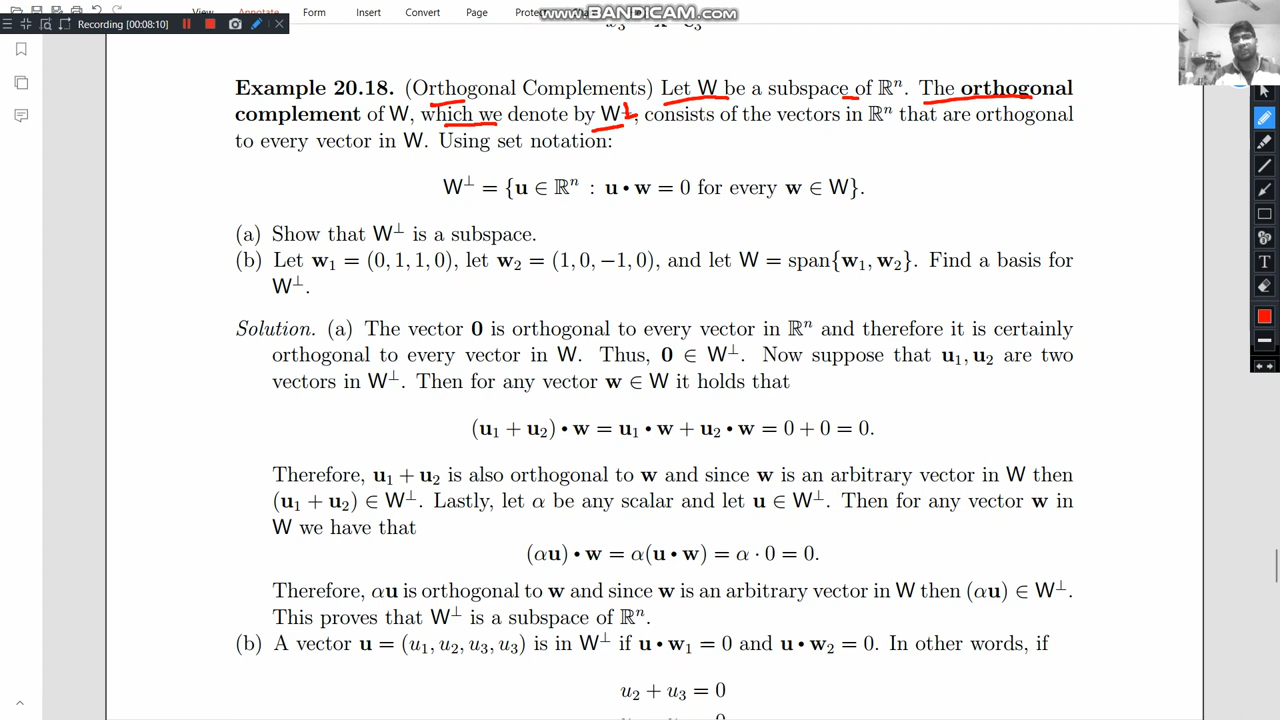 Annotate Form Insert Convert Page Prote
www.BANDICAM.com
Recording [00:08:10]
Example 20.18. (Orthogonal Complements) Let W be a subspace of ℝⁿ. The orthogonal
complement of W, which we denote by W⊥, consists of the vectors in ℝⁿ that are orthogonal
to every vector in W. Using set notation:
W⊥ = {u ∈ ℝⁿ : u • w = 0 for every w ∈ W}.
(a) Show that W⊥ is a subspace.
(b) Let w₁ = (0, 1, 1, 0), let w₂ = (1, 0, −1, 0), and let W = span{w₁, w₂}. Find a basis for
W⊥.
Solution. (a) The vector 0 is orthogonal to every vector in ℝⁿ and therefore it is certainly
orthogonal to every vector in W. Thus, 0 ∈ W⊥. Now suppose that u₁, u₂ are two
vectors in W⊥. Then for any vector w ∈ W it holds that
(u₁ + u₂) • w = u₁ • w + u₂ • w = 0 + 0 = 0.
Therefore, u₁ + u₂ is also orthogonal to w and since w is an arbitrary vector in W then
(u₁ + u₂) ∈ W⊥. Lastly, let α be any scalar and let u ∈ W⊥. Then for any vector w in
W we have that
(αu) • w = α(u • w) = α · 0 = 0.
Therefore, αu is orthogonal to w and since w is an arbitrary vector in W then (αu) ∈ W⊥.
This proves that W⊥ is a subspace of ℝⁿ.
(b) A vector u = (u₁, u₂, u₃, u₃) is in W⊥ if u • w₁ = 0 and u • w₂ = 0. In other words, if
u₂ + u₃ = 0